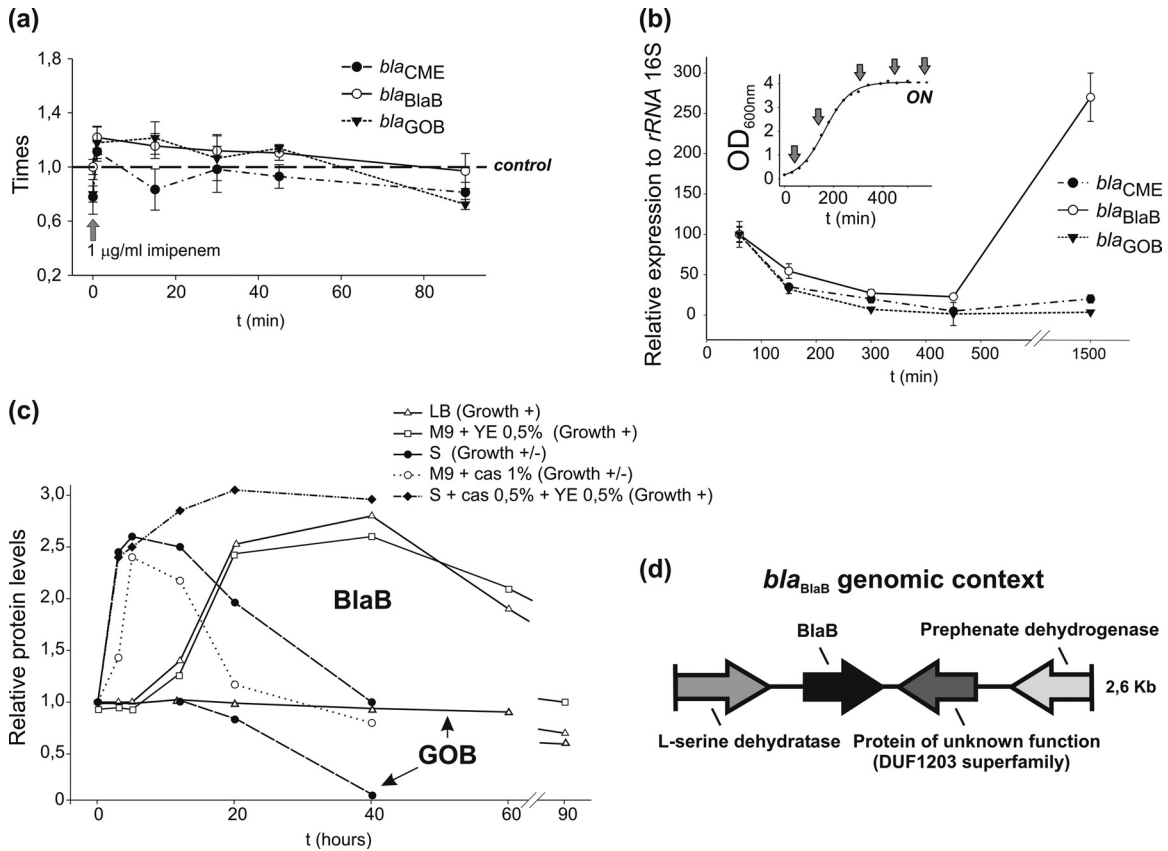 (a)
1,8
1,4
1,0
0,6
0,2
Times
blaCME
blaBlaB
blaGOB
control
1 µg/ml imipenem
0 20 40 60 80
t (min)
(b)
Relative expression to rRNA 16S
300
250
200
150
100
50
0
OD600nm
4
3
2
1
0
ON
0 400
t (min)
blaCME
blaBlaB
blaGOB
0 100 200 300 400 500 1500
t (min)
(c)
LB (Growth +)
M9 + YE 0,5% (Growth +)
S (Growth +/-)
M9 + cas 1% (Growth +/-)
S + cas 0,5% + YE 0,5% (Growth +)
Relative protein levels
3,0
2,5
2,0
1,5
1,0
0,5
0
BlaB
GOB
0 20 40 60 90
t (hours)
(d)
blaBlaB genomic context
BlaB
Prephenate dehydrogenase
2,6 Kb
L-serine dehydratase
Protein of unknown function
(DUF1203 superfamily)